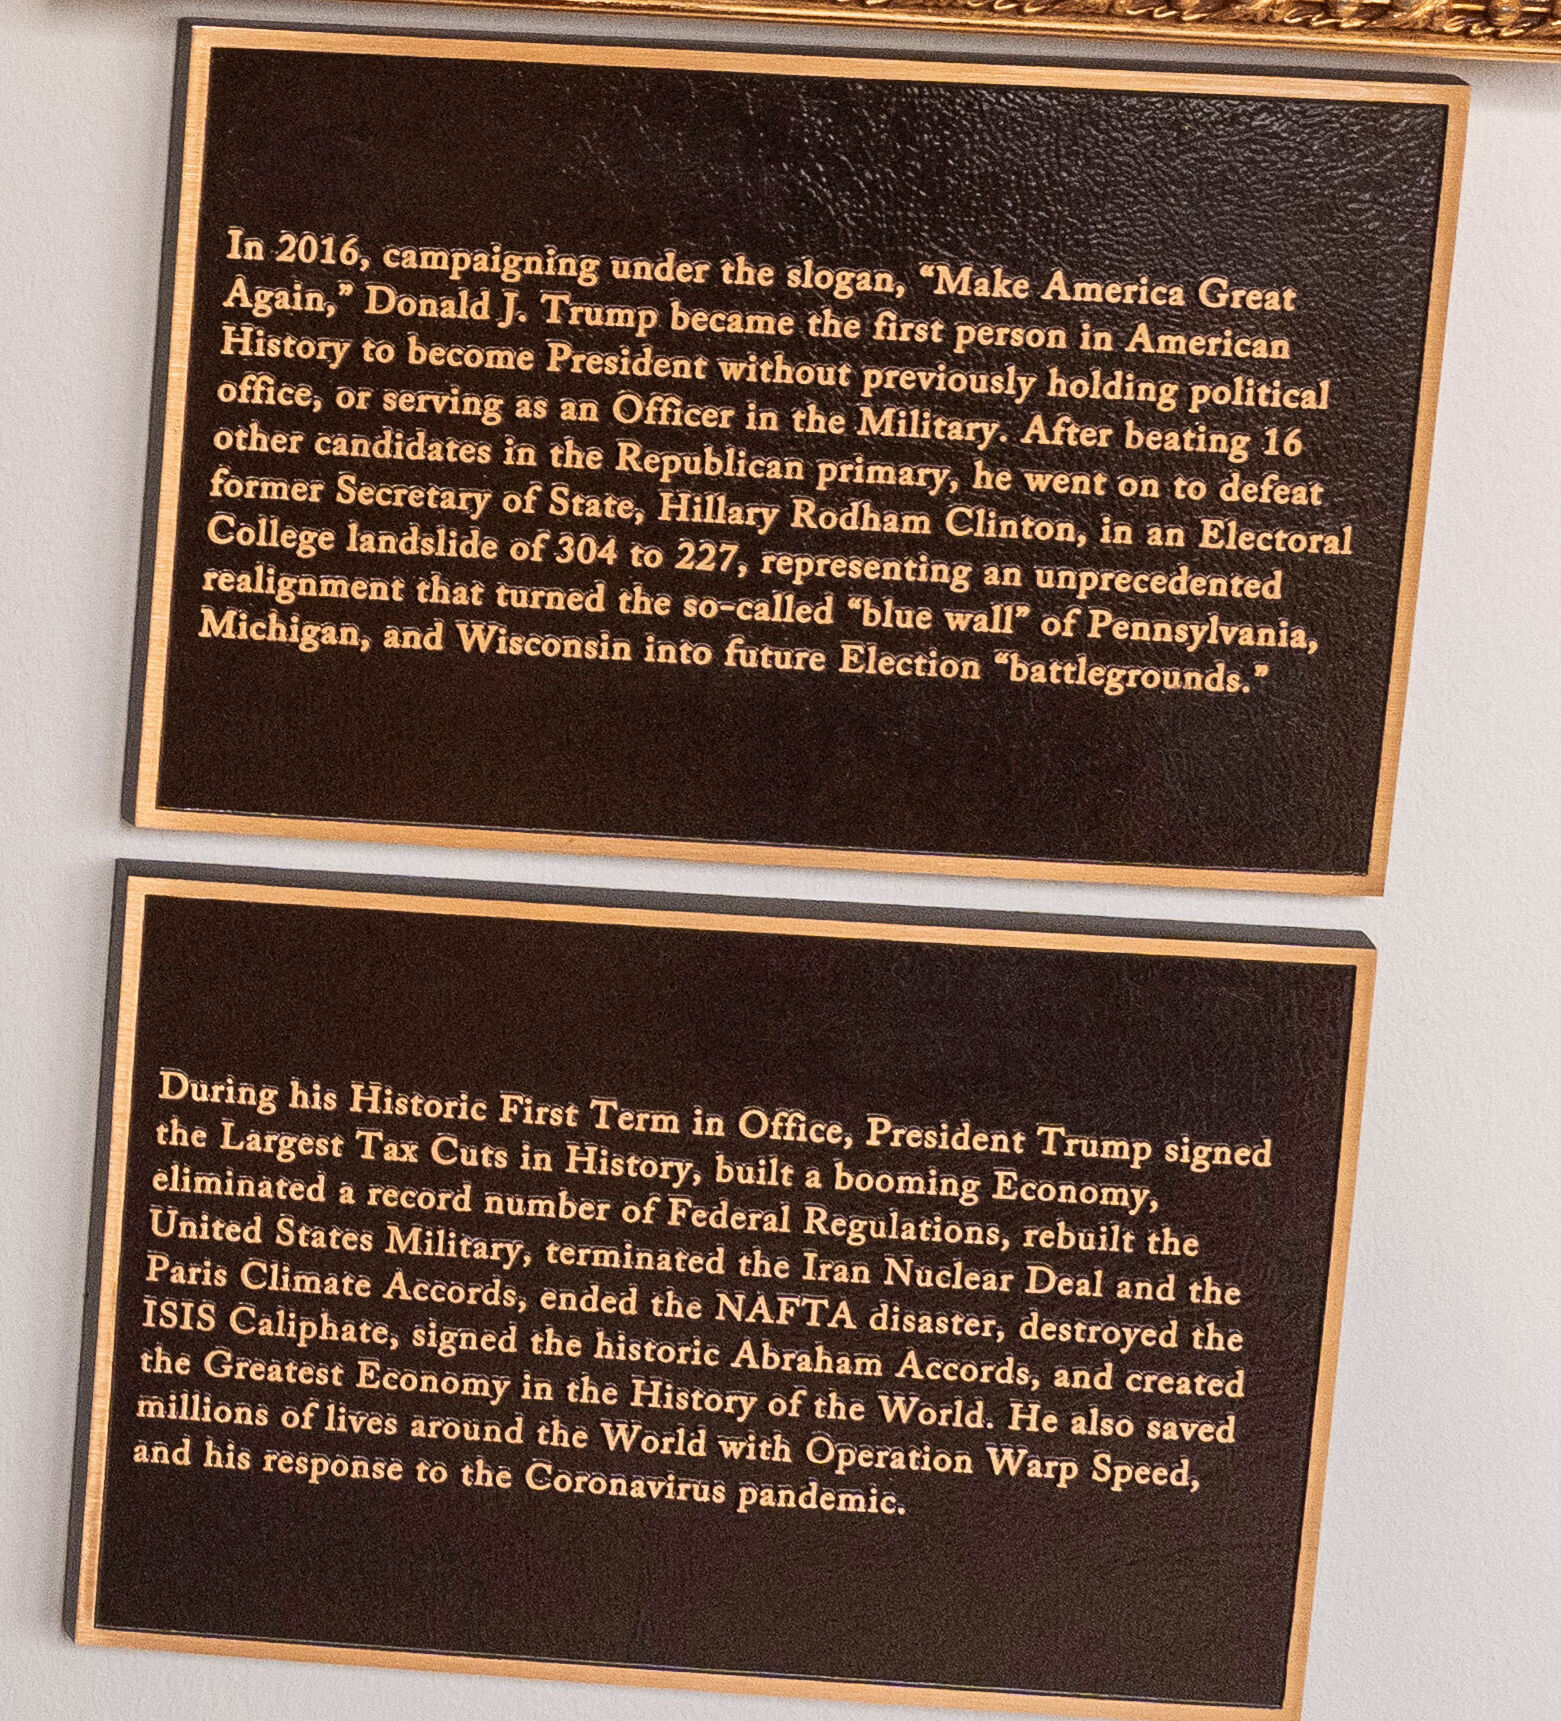 In 2016, campaigning under the slogan, “Make America Great
Again,” Donald J. Trump became the first person in American
History to become President without previously holding political
office, or serving as an Officer in the Military. After beating 16
other candidates in the Republican primary, he went on to defeat
former Secretary of State, Hillary Rodham Clinton, in an Electoral
College landslide of 304 to 227, representing an unprecedented
realignment that turned the so-called “blue wall” of Pennsylvania,
Michigan, and Wisconsin into future Election “battlegrounds.”
During his Historic First Term in Office, President Trump signed
the Largest Tax Cuts in History, built a booming Economy,
eliminated a record number of Federal Regulations, rebuilt the
United States Military, terminated the Iran Nuclear Deal and the
Paris Climate Accords, ended the NAFTA disaster, destroyed the
ISIS Caliphate, signed the historic Abraham Accords, and created
the Greatest Economy in the History of the World. He also saved
millions of lives around the World with Operation Warp Speed,
and his response to the Coronavirus pandemic.